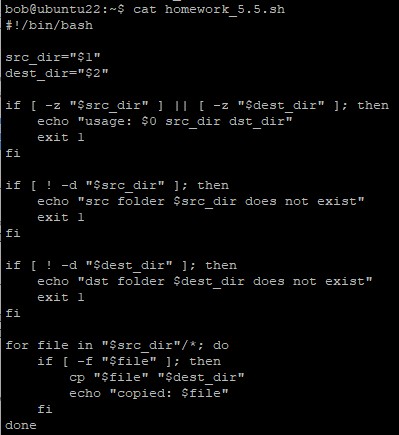 bob@ubuntu22:~$ cat homework_5.5.sh
#!/bin/bash

src_dir="$1"
dest_dir="$2"

if [ -z "$src_dir" ] || [ -z "$dest_dir" ]; then
    echo "usage: $0 src_dir dst_dir"
    exit 1
fi

if [ ! -d "$src_dir" ]; then
    echo "src folder $src_dir does not exist"
    exit 1
fi

if [ ! -d "$dest_dir" ]; then
    echo "dst folder $dest_dir does not exist"
    exit 1
fi

for file in "$src_dir"/*; do
    if [ -f "$file" ]; then
        cp "$file" "$dest_dir"
        echo "copied: $file"
    fi
done